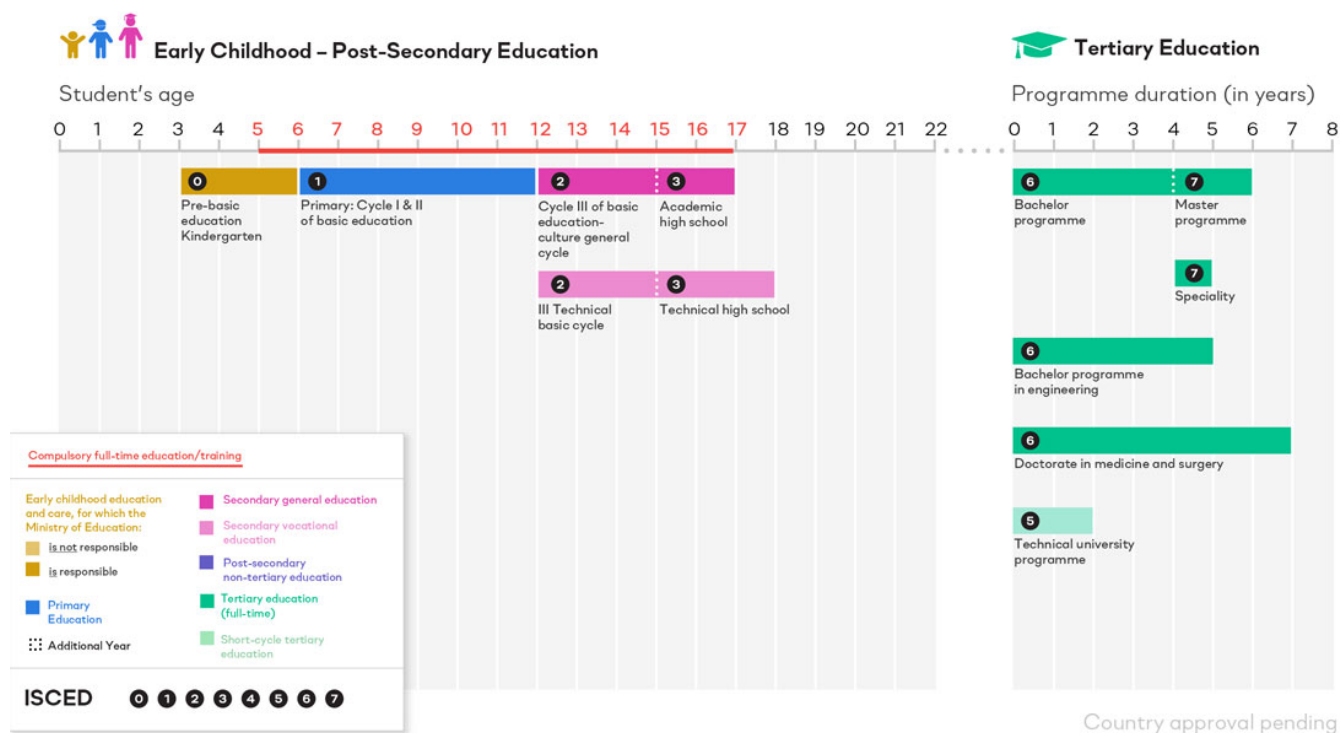 Early Childhood – Post-Secondary Education
Student's age
0 1 2 3 4 5 6 7 8 9 10 11 12 13 14 15 16 17 18 19 20 21 22
0
Pre-basic
education
Kindergarten
1
Primary: Cycle I & II
of basic education
2
Cycle III of basic
education-
culture general
cycle
3
Academic
high school
2
III Technical
basic cycle
3
Technical high school
Tertiary Education
Programme duration (in years)
0 1 2 3 4 5 6 7 8
6
Bachelor
programme
7
Master
programme
7
Speciality
6
Bachelor programme
in engineering
6
Doctorate in medicine and surgery
5
Technical university
programme
Compulsory full-time education/training
Early childhood education
and care, for which the
Ministry of Education:
is not responsible
is responsible
Primary
Education
Additional Year
Secondary general education
Secondary vocational
education
Post-secondary
non-tertiary education
Tertiary education
(full-time)
Short-cycle tertiary
education
ISCED 0 1 2 3 4 5 6 7
Country approval pending